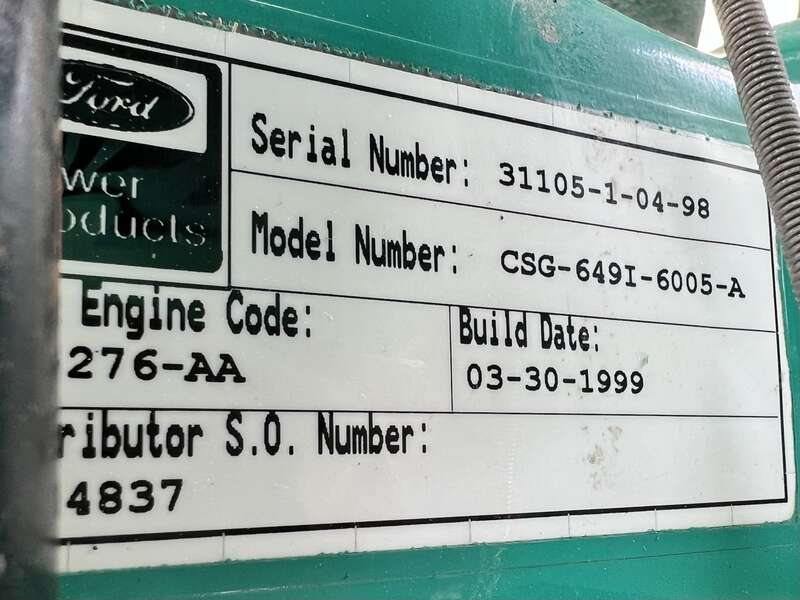 Ford
wer
oducts
Serial Number: 31105-1-04-98
Model Number: CSG-649I-6005-A
Engine Code:
276-AA
Build Date:
03-30-1999
ributor S.O. Number:
4837